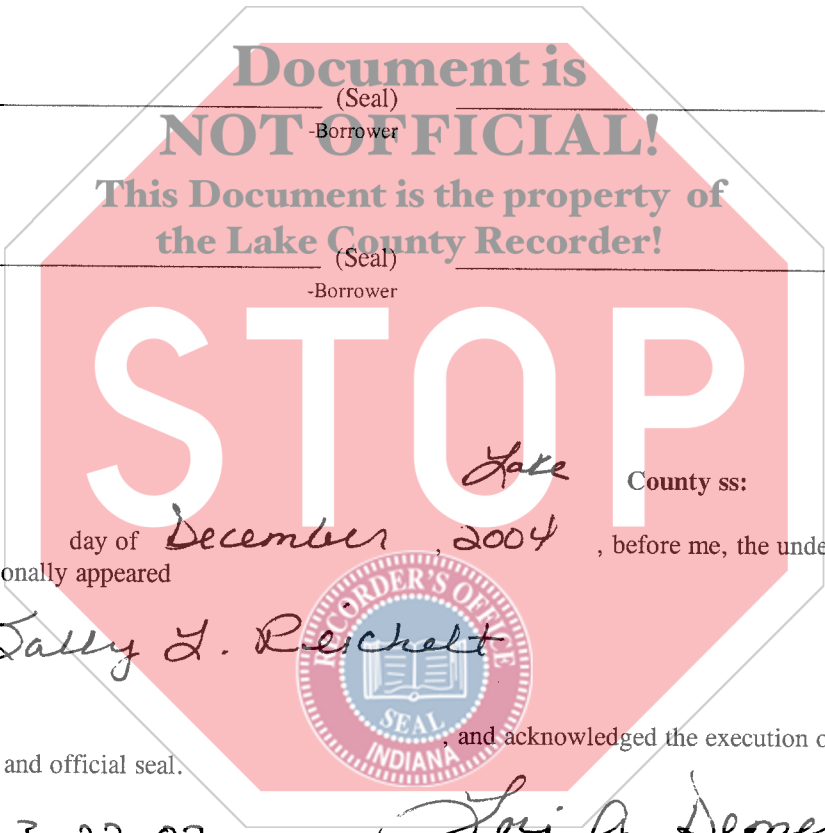 Document is
(Seal)
-Borrower
NOT OFFICIAL!
This Document is the property of
the Lake County Recorder!
(Seal)
-Borrower
STOP
Lake County ss:
day of December, 2004, before me, the unde
onally appeared
Sally L. Reichelt
RECORDER'S OFFICE
SEAL
INDIANA
, and acknowledged the execution o
and official seal.
Lori A.